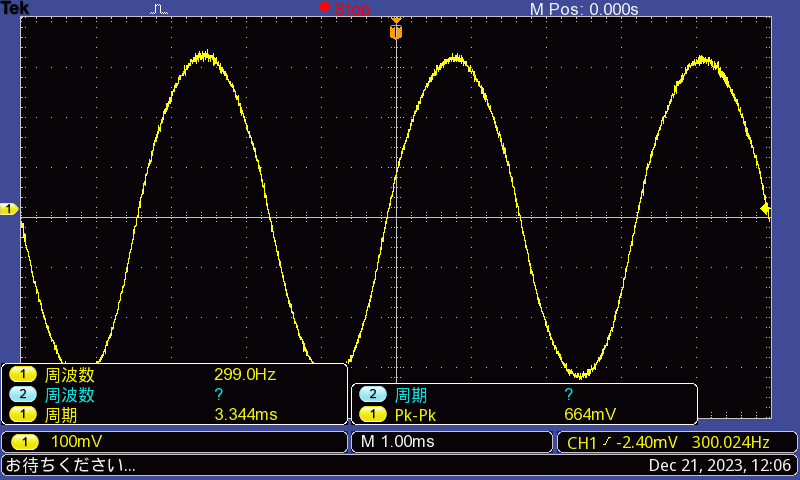 Tek Stop M Pos: 0.000s
T
1
1 周波数 299.0Hz
2 周波数 ?
1 周期 3.344ms
2 周期 ?
1 Pk-Pk 664mV
1 100mV M 1.00ms CH1 -2.40mV 300.024Hz
お待ちください... Dec 21, 2023, 12:06